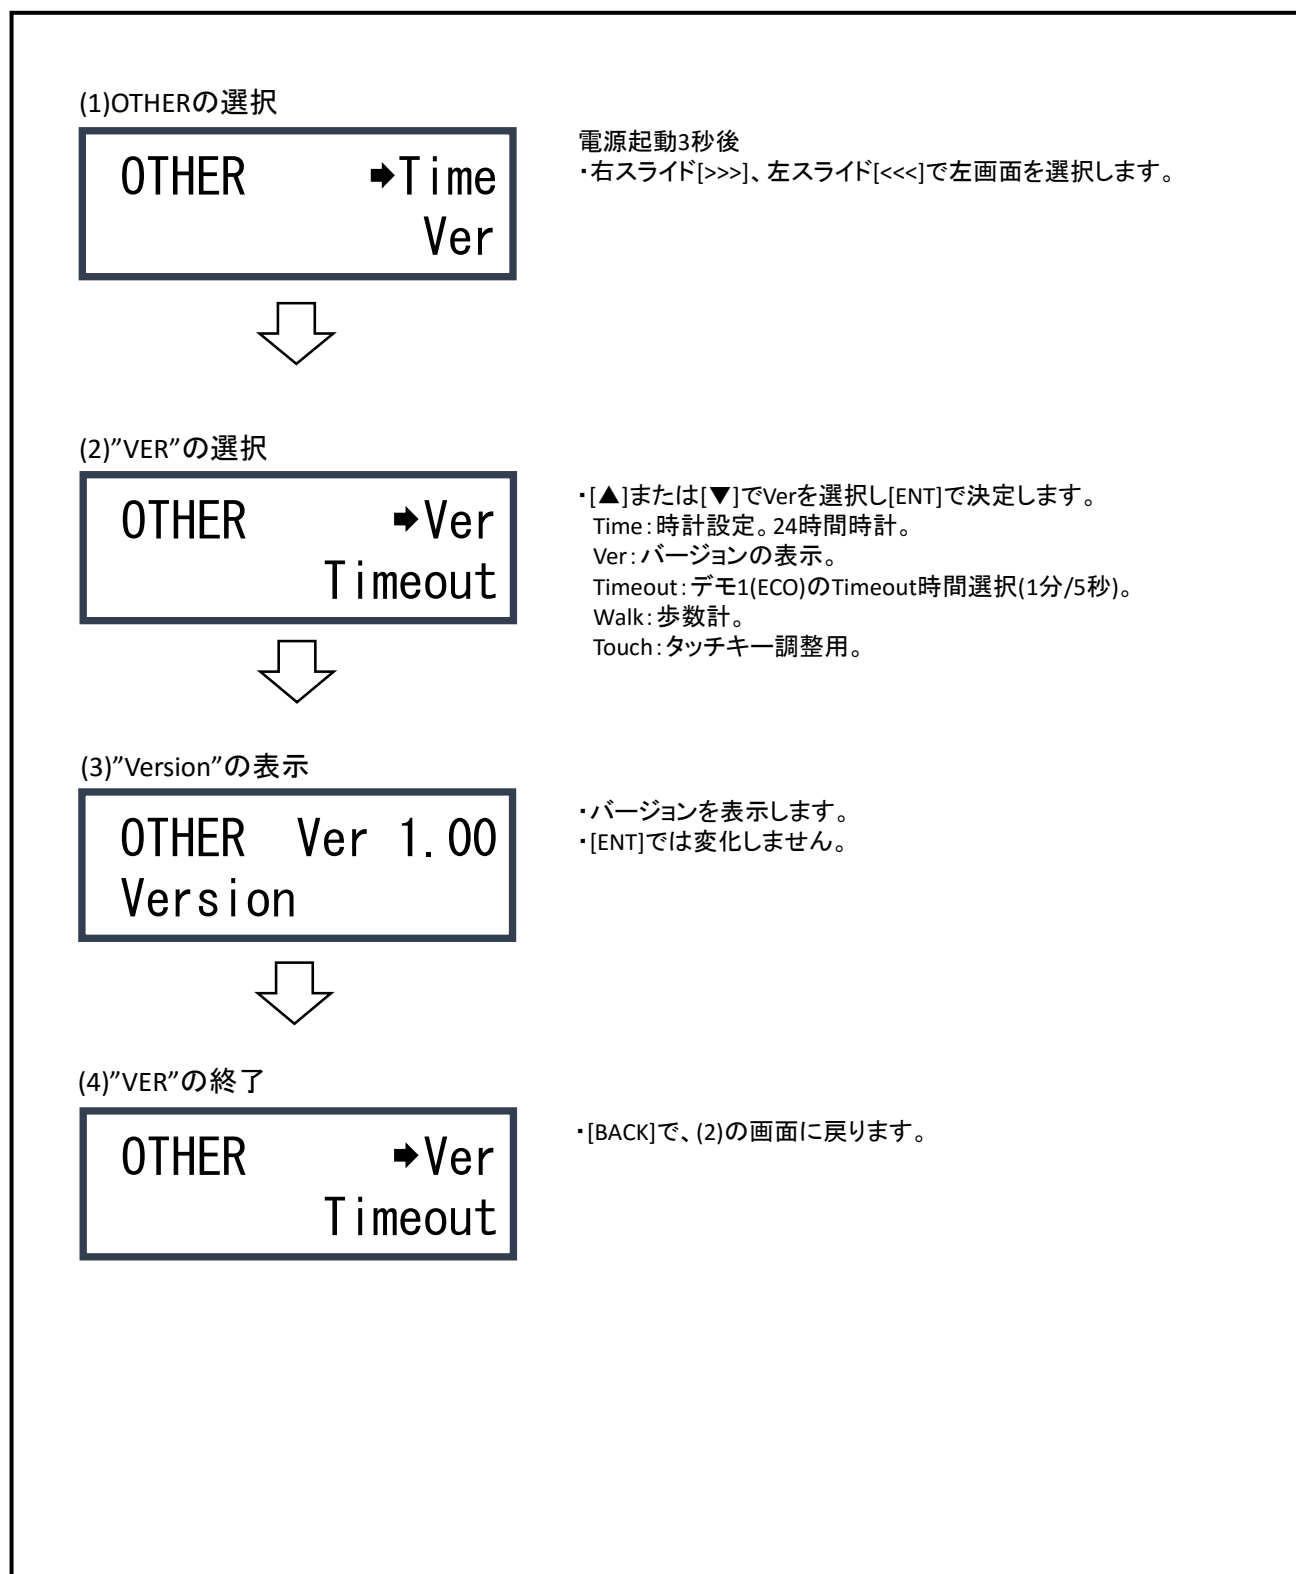 (1)OTHERの選択
OTHER ➡Time
Ver
電源起動3秒後
・右スライド[>>>]、左スライド[<<<]で左画面を選択します。
(2)”VER”の選択
OTHER ➡Ver
Timeout
・[▲]または[▼]でVerを選択し[ENT]で決定します。
Time：時計設定。24時間時計。
Ver：バージョンの表示。
Timeout：デモ1(ECO)のTimeout時間選択(1分/5秒)。
Walk：歩数計。
Touch：タッチキー調整用。
(3)”Version”の表示
OTHER Ver 1.00
Version
・バージョンを表示します。
・[ENT]では変化しません。
(4)”VER”の終了
OTHER ➡Ver
Timeout
・[BACK]で、(2)の画面に戻ります。